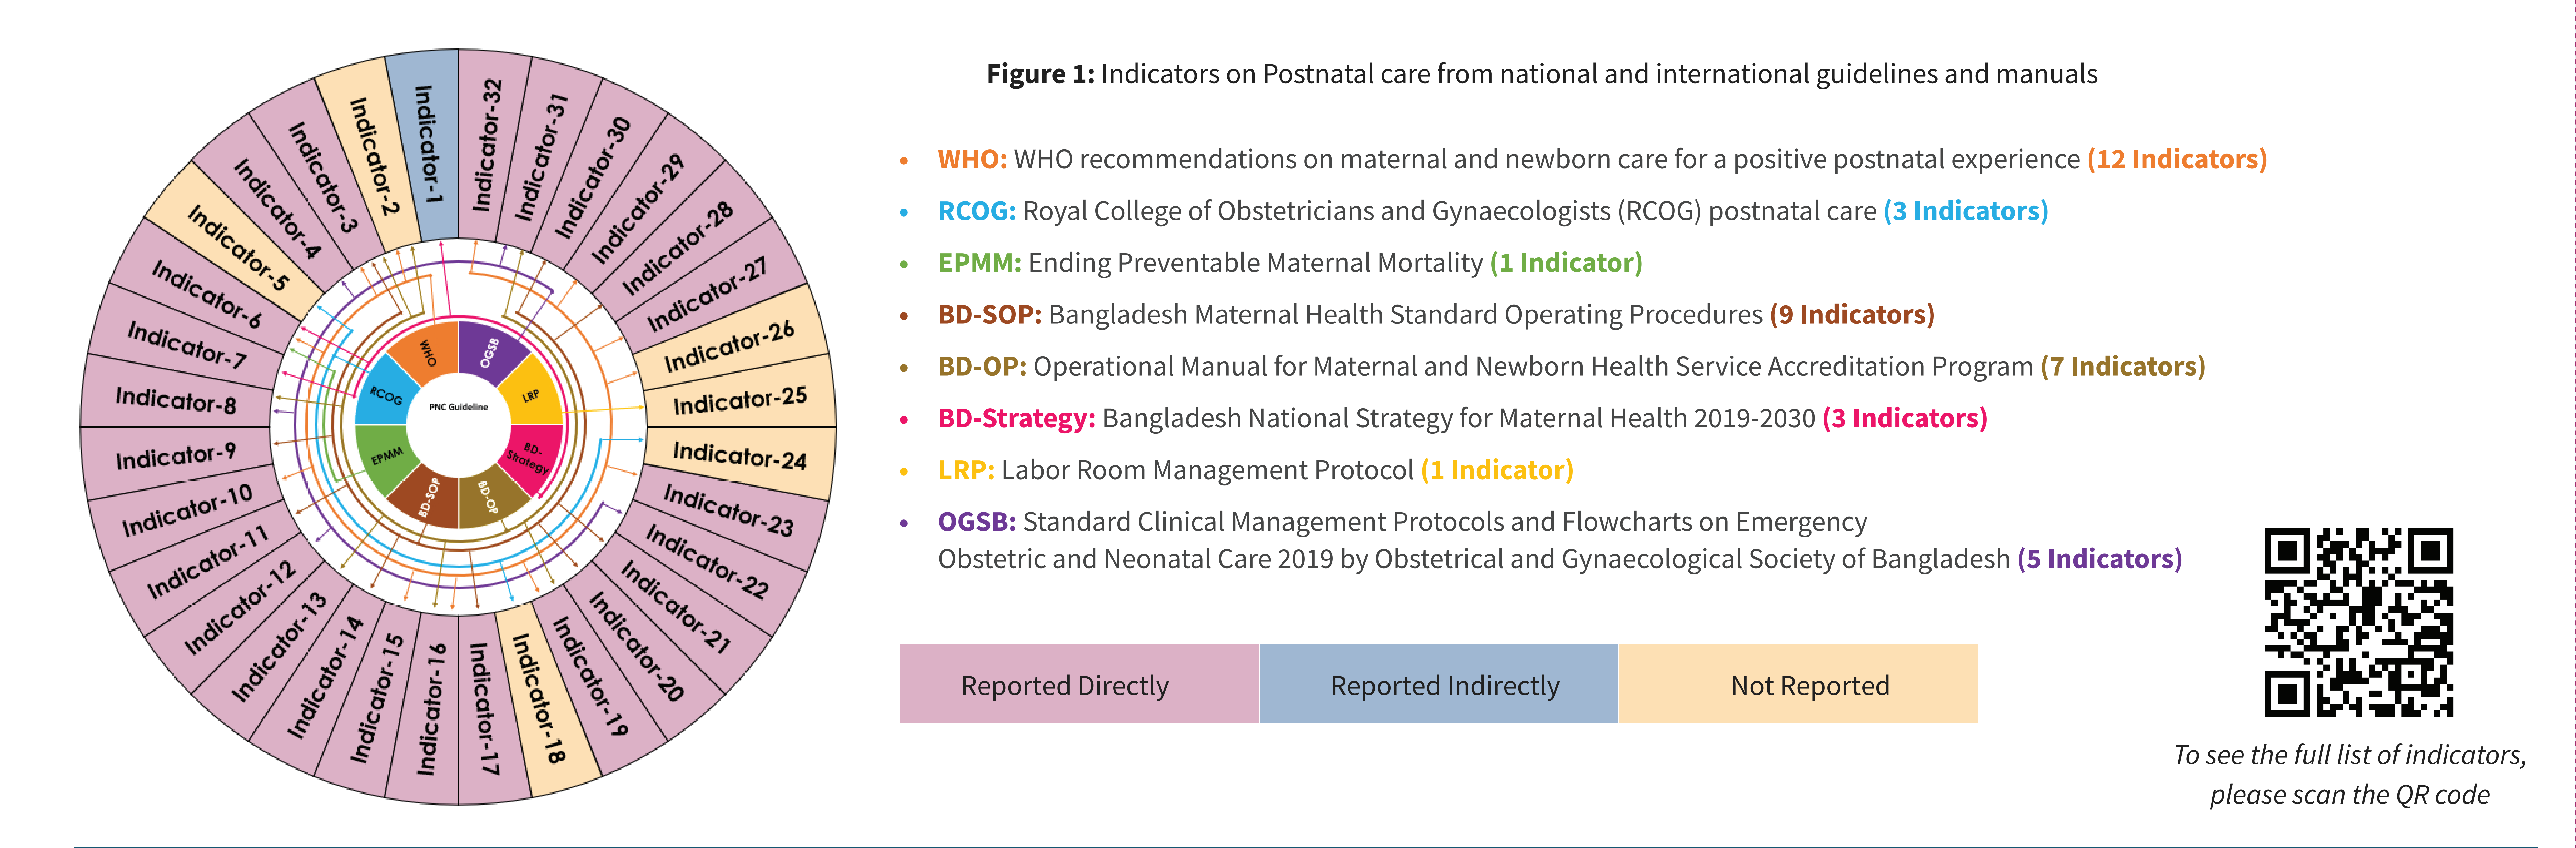 Figure 1: Indicators on Postnatal care from national and international guidelines and manuals
• WHO: WHO recommendations on maternal and newborn care for a positive postnatal experience (12 Indicators)
• RCOG: Royal College of Obstetricians and Gynaecologists (RCOG) postnatal care (3 Indicators)
• EPMM: Ending Preventable Maternal Mortality (1 Indicator)
• BD-SOP: Bangladesh Maternal Health Standard Operating Procedures (9 Indicators)
• BD-OP: Operational Manual for Maternal and Newborn Health Service Accreditation Program (7 Indicators)
• BD-Strategy: Bangladesh National Strategy for Maternal Health 2019-2030 (3 Indicators)
• LRP: Labor Room Management Protocol (1 Indicator)
• OGSB: Standard Clinical Management Protocols and Flowcharts on Emergency
Obstetric and Neonatal Care 2019 by Obstetrical and Gynaecological Society of Bangladesh (5 Indicators)
Reported Directly
Reported Indirectly
Not Reported
To see the full list of indicators,
please scan the QR code
Indicator-1
Indicator-2
Indicator-3
Indicator-4
Indicator-5
Indicator-6
Indicator-7
Indicator-8
Indicator-9
Indicator-10
Indicator-11
Indicator-12
Indicator-13
Indicator-14
Indicator-15
Indicator-16
Indicator-17
Indicator-18
Indicator-19
Indicator-20
Indicator-21
Indicator-22
Indicator-23
Indicator-24
Indicator-25
Indicator-26
Indicator-27
Indicator-28
Indicator-29
Indicator-30
Indicator-31
Indicator-32
PNC Guideline
WHO
OGSB
LRP
BD-
Strategy
BD-OP
BD-SOP
EPMM
RCOG